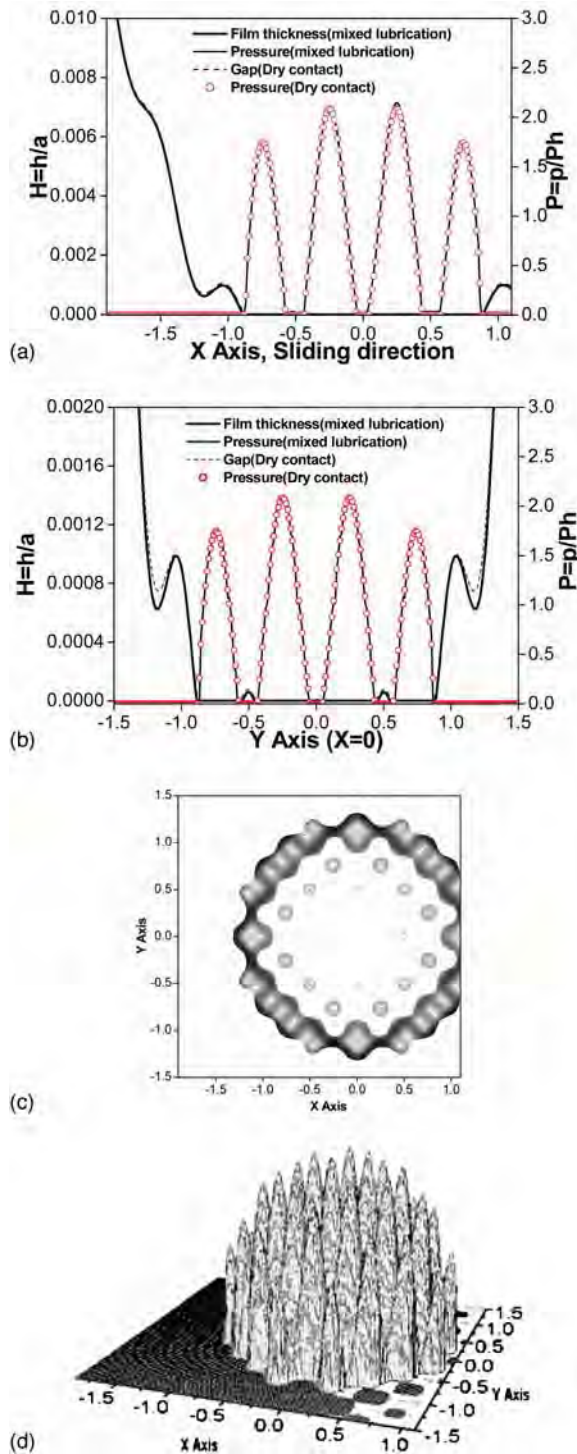 0.010
0.008
0.006
0.004
0.002
0.000
H=h/a
Film thickness(mixed lubrication)
Pressure(mixed lubrication)
Gap(Dry contact)
Pressure(Dry contact)
3.0
2.5
2.0
1.5
1.0
0.5
0.0
P=p/Ph
-1.5 -1.0 -0.5 0.0 0.5 1.0
(a)
X Axis, Sliding direction
0.0020
0.0016
0.0012
0.0008
0.0004
0.0000
H=h/a
Film thickness(mixed lubrication)
Pressure(mixed lubrication)
Gap(Dry contact)
Pressure(Dry contact)
3.0
2.5
2.0
1.5
1.0
0.5
0.0
P=p/Ph
-1.5 -1.0 -0.5 0.0 0.5 1.0 1.5
(b)
Y Axis (X=0)
1.5
1.0
0.5
0.0
-0.5
-1.0
-1.5
Y Axis
-1.5 -1.0 -0.5 0.0 0.5 1.0
(c)
X Axis
1.5
1.0
0.5
0.0
-0.5
-1.0
-1.5
Y Axis
-1.5 -1.0 -0.5 0.0 0.5 1.0
X Axis
(d)